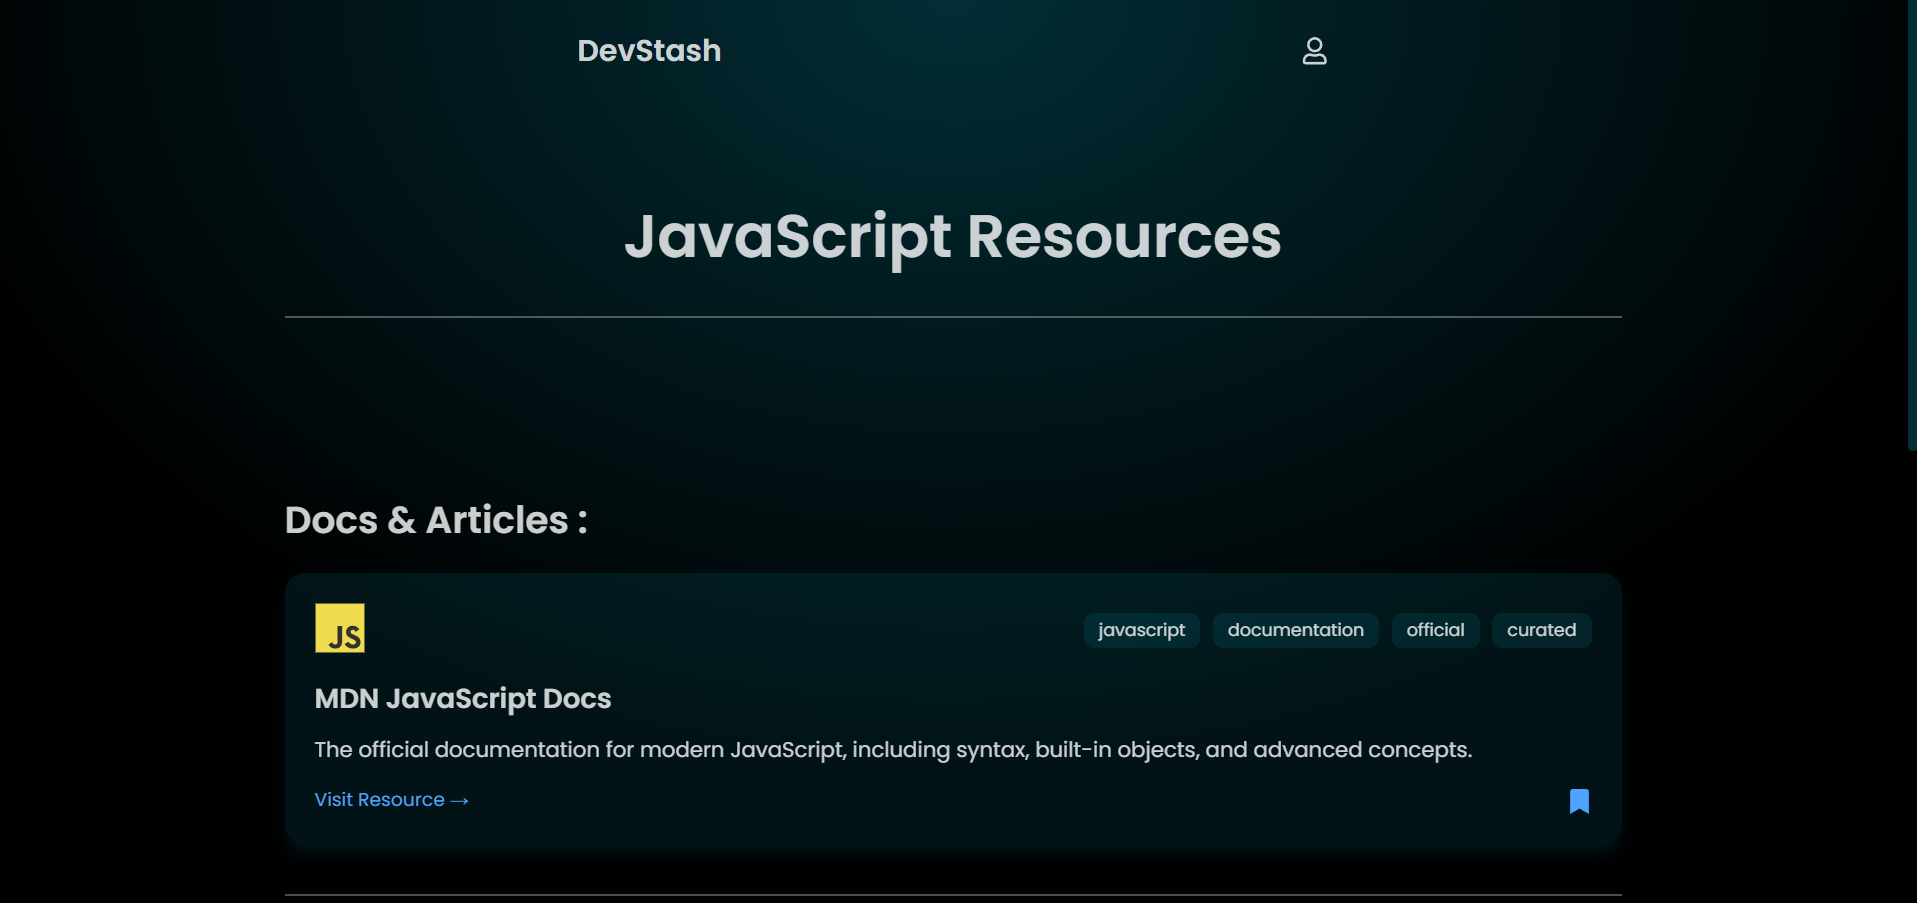 DevStash
JavaScript Resources
Docs & Articles :
JS
javascript
documentation
official
curated
MDN JavaScript Docs
The official documentation for modern JavaScript, including syntax, built-in objects, and advanced concepts.
Visit Resource →